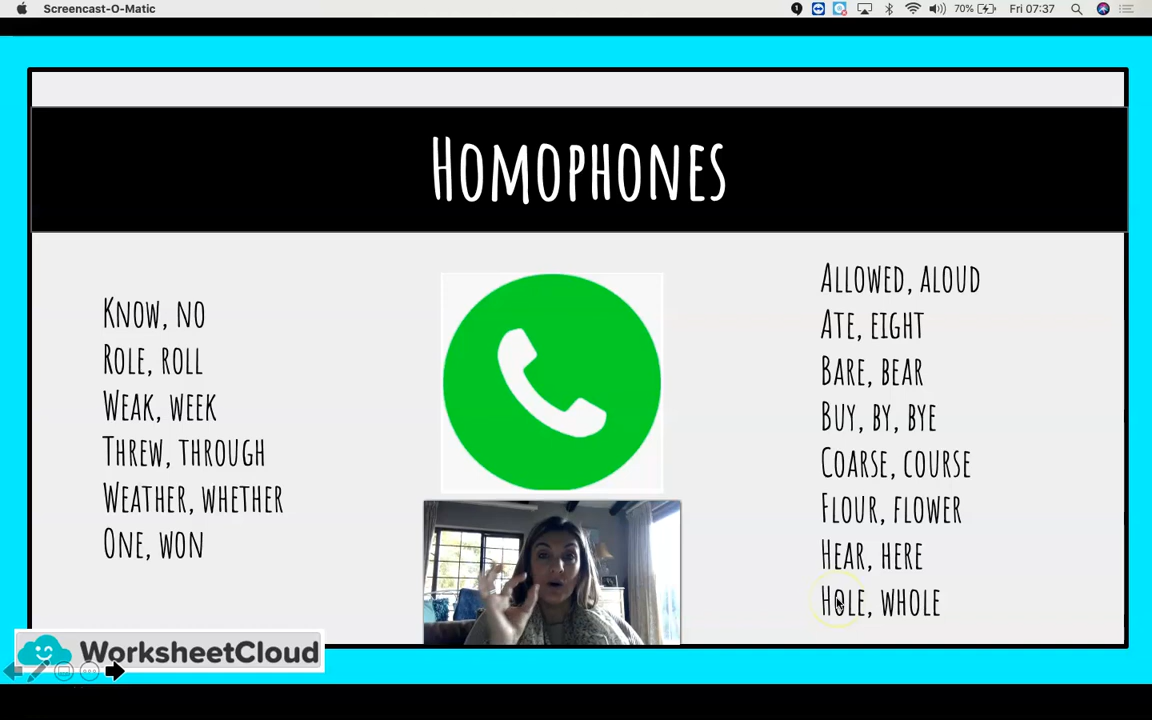 Screencast-O-Matic
70%
Fri 07:37
HOMOPHONES
KNOW, NO
ROLE, ROLL
WEAK, WEEK
THREW, THROUGH
WEATHER, WHETHER
ONE, WON
ALLOWED, ALOUD
ATE, EIGHT
BARE, BEAR
BUY, BY, BYE
COARSE, COURSE
FLOUR, FLOWER
HEAR, HERE
HOLE, WHOLE
WorksheetCloud